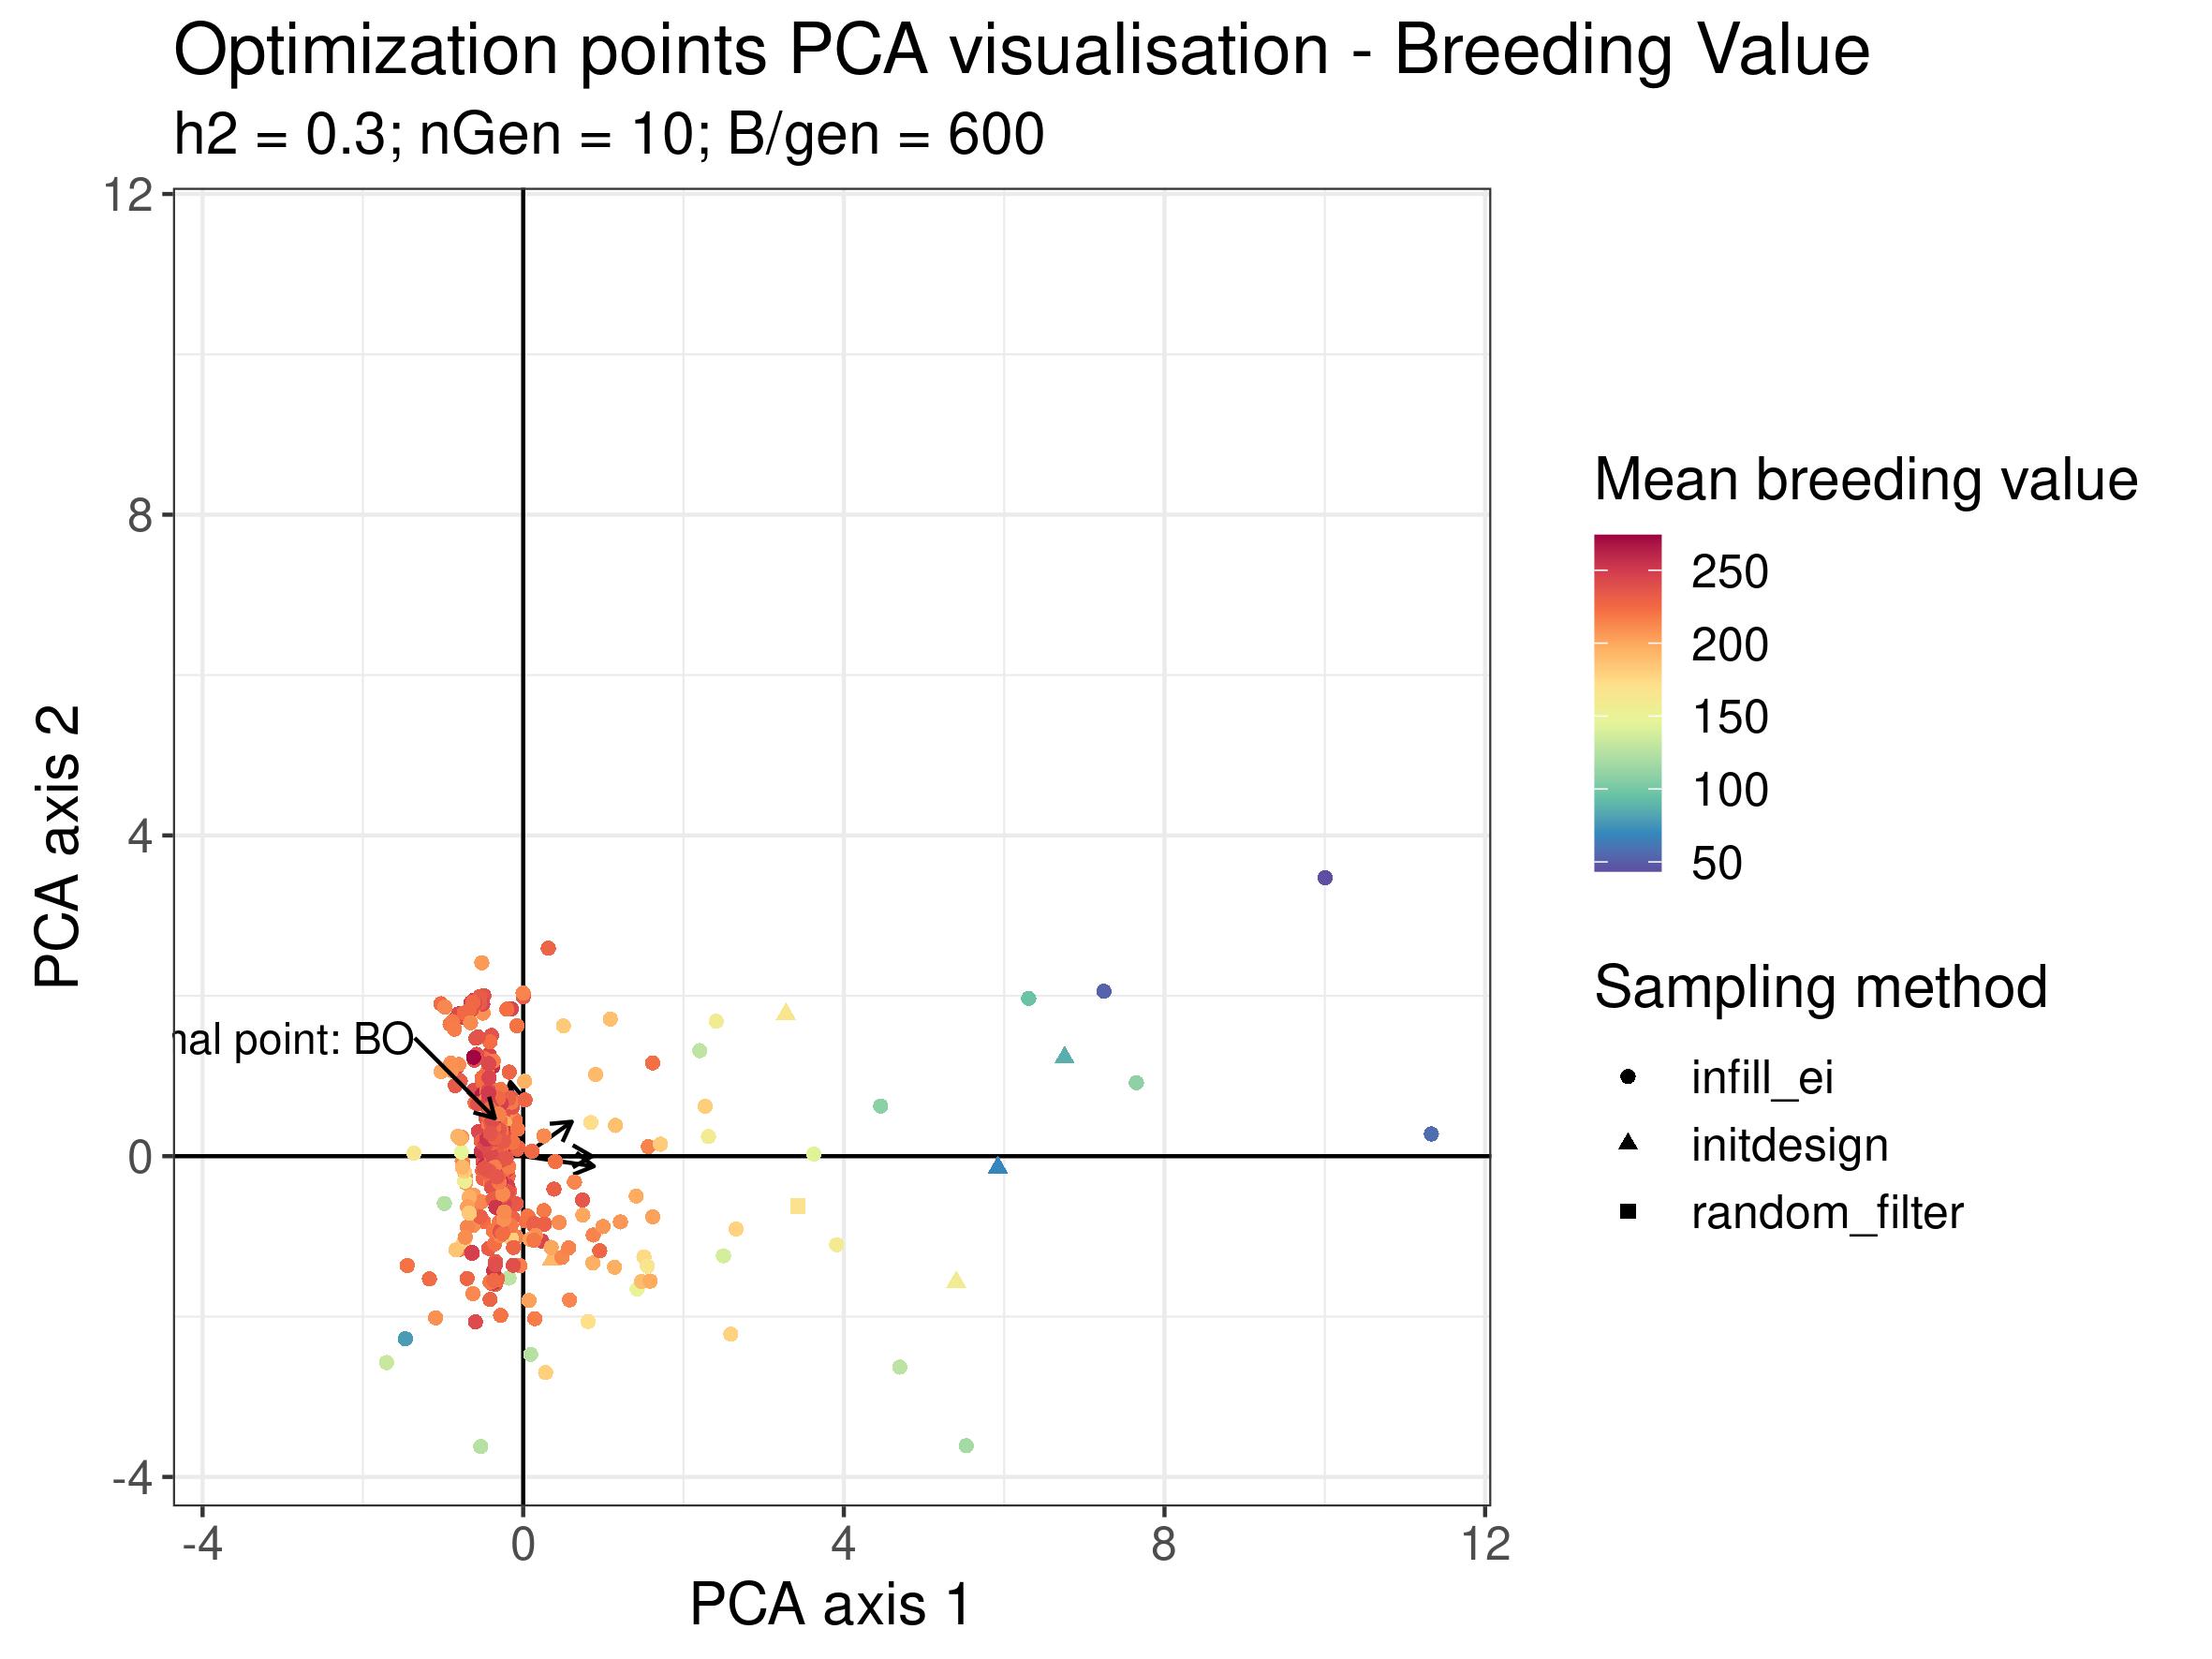 Optimization points PCA visualisation - Breeding Value
h2 = 0.3; nGen = 10; B/gen = 600
12
8
4
0
-4
PCA axis 2
point: BO
-4
0
4
8
12
PCA axis 1
Mean breeding value
250
200
150
100
50
Sampling method
infill_ei
initdesign
random_filter